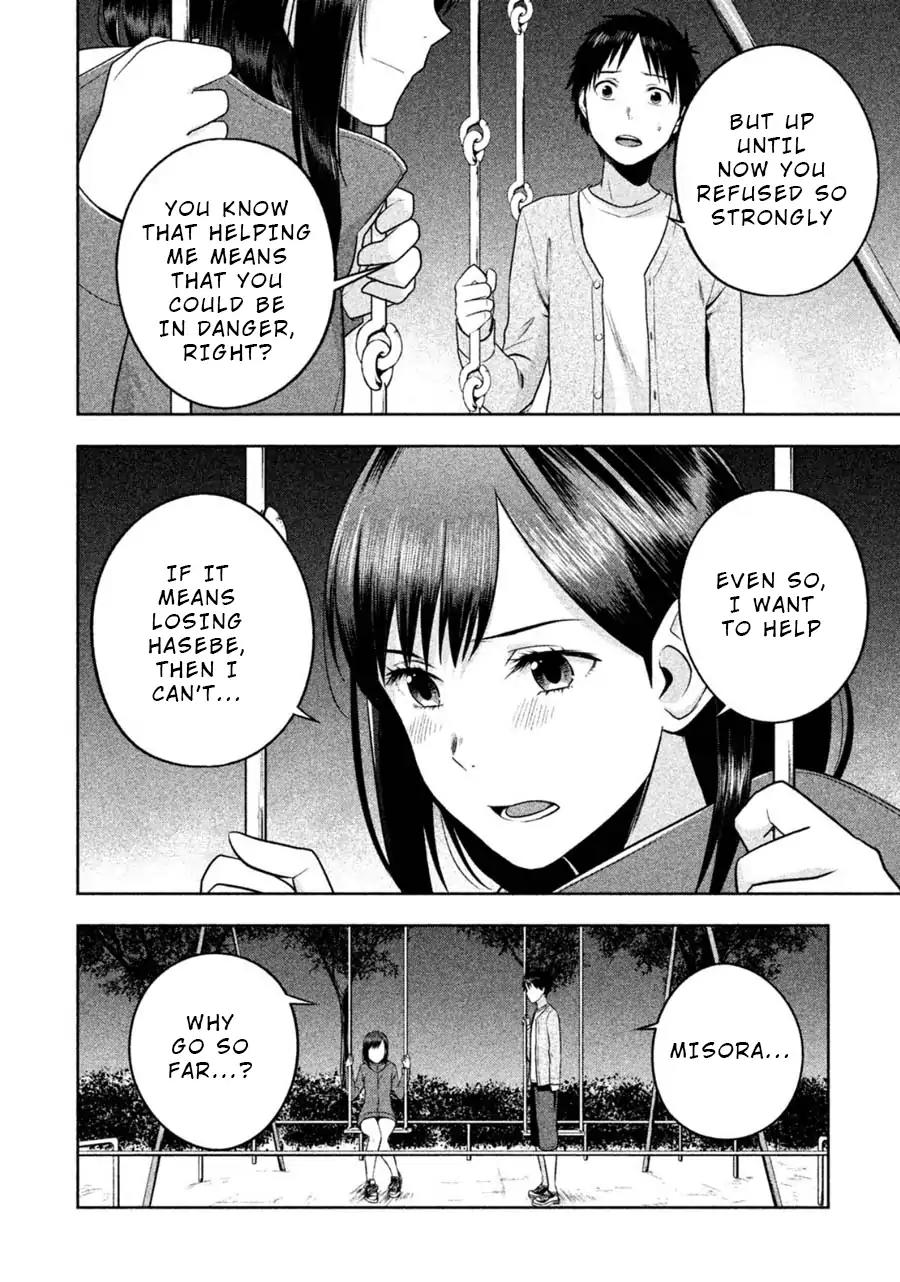 BUT UP
UNTIL
NOW YOU
REFUSED SO
STRONGLY
YOU KNOW
THAT HELPING
ME MEANS
THAT YOU
COULD BE
IN DANGER,
RIGHT?
EVEN SO,
I WANT
TO HELP
IF IT
MEANS
LOSING
HASEBE,
THEN I
CAN'T...
MISORA...
WHY
GO SO
FAR...?